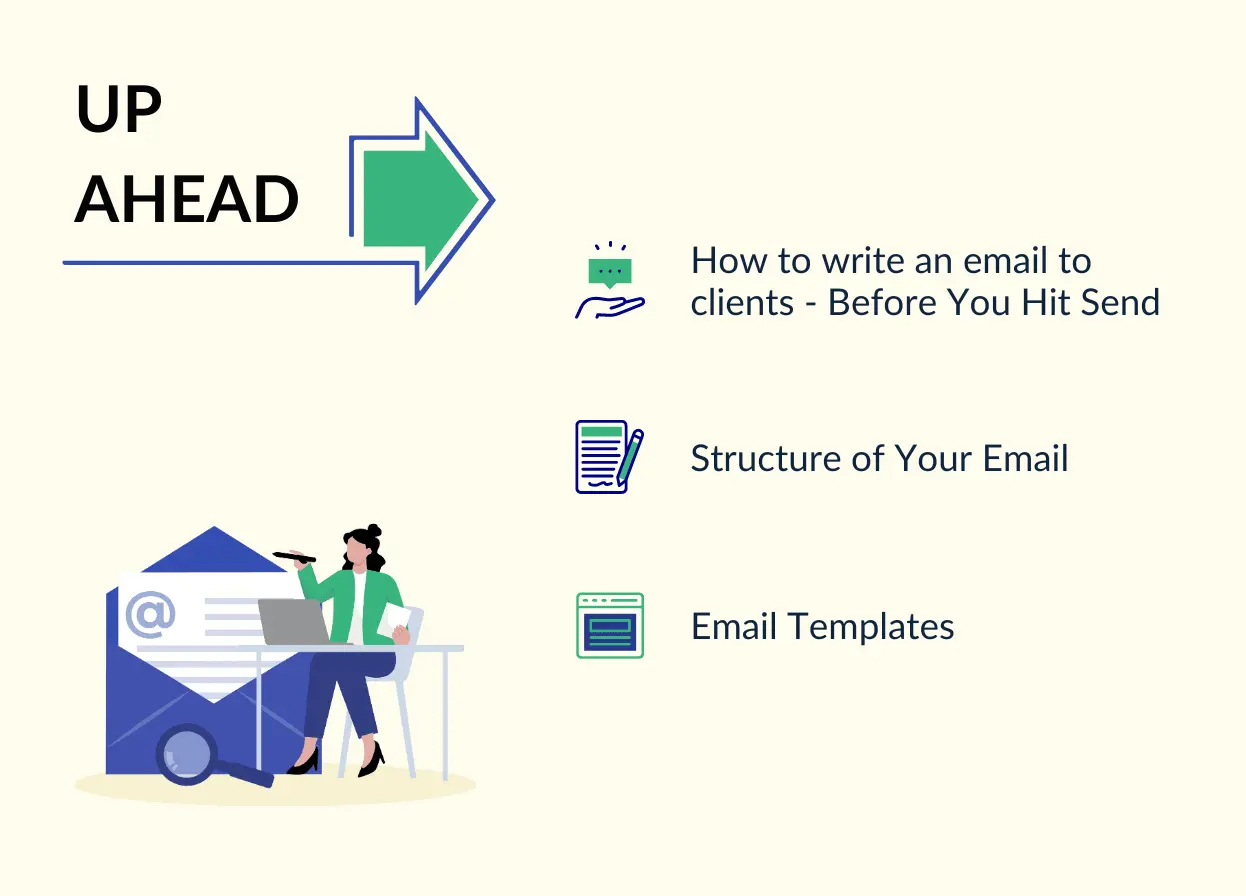 UP
AHEAD
How to write an email to
clients - Before You Hit Send
Structure of Your Email
@
Email Templates